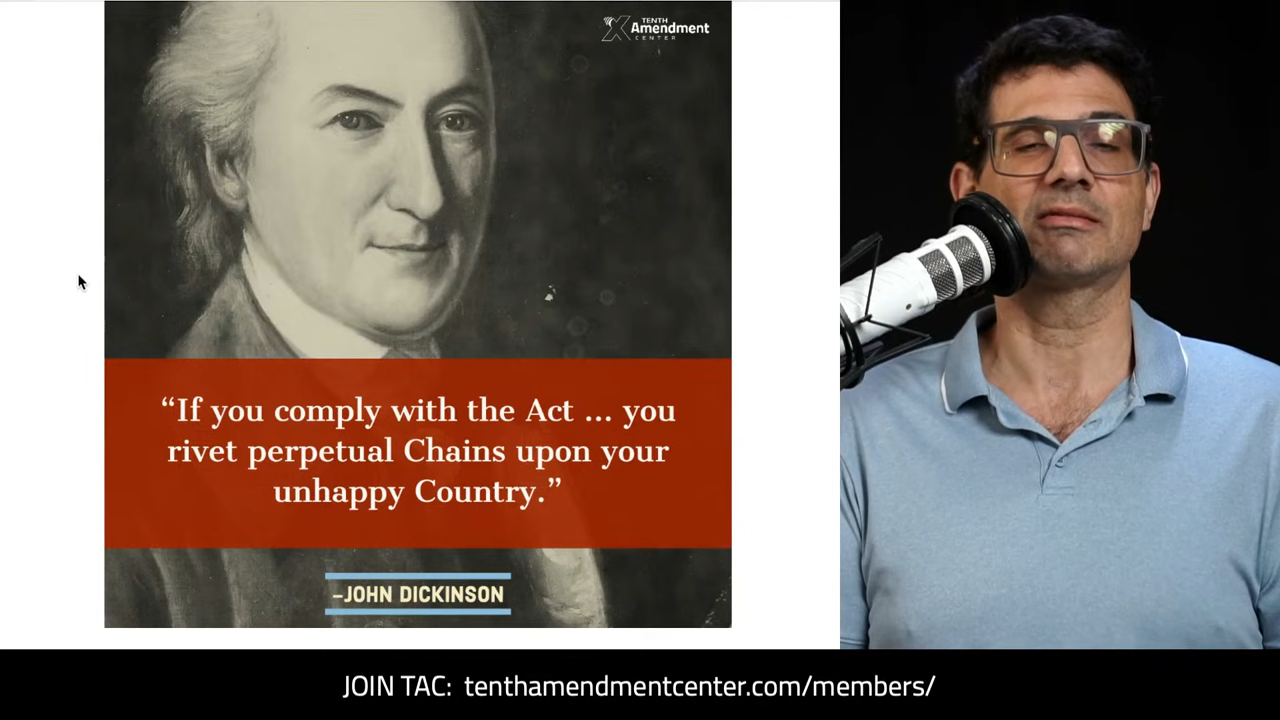 TENTH
Amendment
CENTER
“If you comply with the Act ... you
rivet perpetual Chains upon your
unhappy Country.”
–JOHN DICKINSON
JOIN TAC: tenthamendmentcenter.com/members/